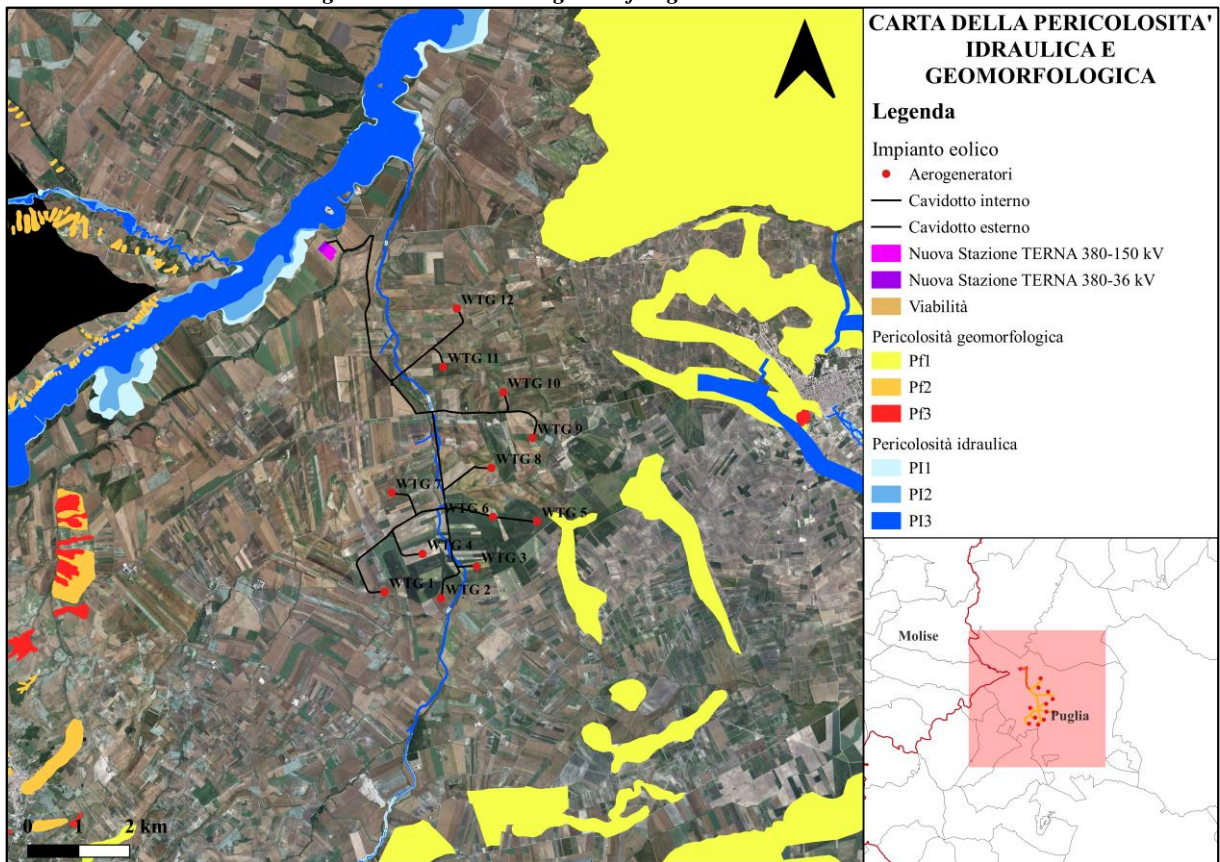 CARTA DELLA PERICOLOSITA'
IDRAULICA E
GEOMORFOLOGICA
Legenda
Impianto eolico
Aerogeneratori
Cavidotto interno
Cavidotto esterno
Nuova Stazione TERNA 380-150 kV
Nuova Stazione TERNA 380-36 kV
Viabilità
Pericolosità geomorfologica
Pf1
Pf2
Pf3
Pericolosità idraulica
PI1
PI2
PI3
WTG 12
WTG 11
WTG 10
WTG 9
WTG 8
WTG 7
WTG 6
WTG 5
WTG 4
WTG 3
WTG 1
WTG 2
0 1 2 km
Molise
Puglia